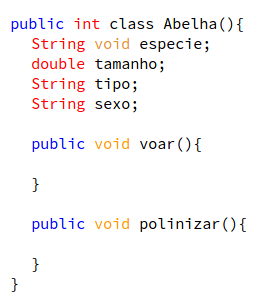 public int class Abelha(){
String void especie;
double tamanho;
String tipo;
String sexo;
public void voar(){
}
public void polinizar(){
}
}